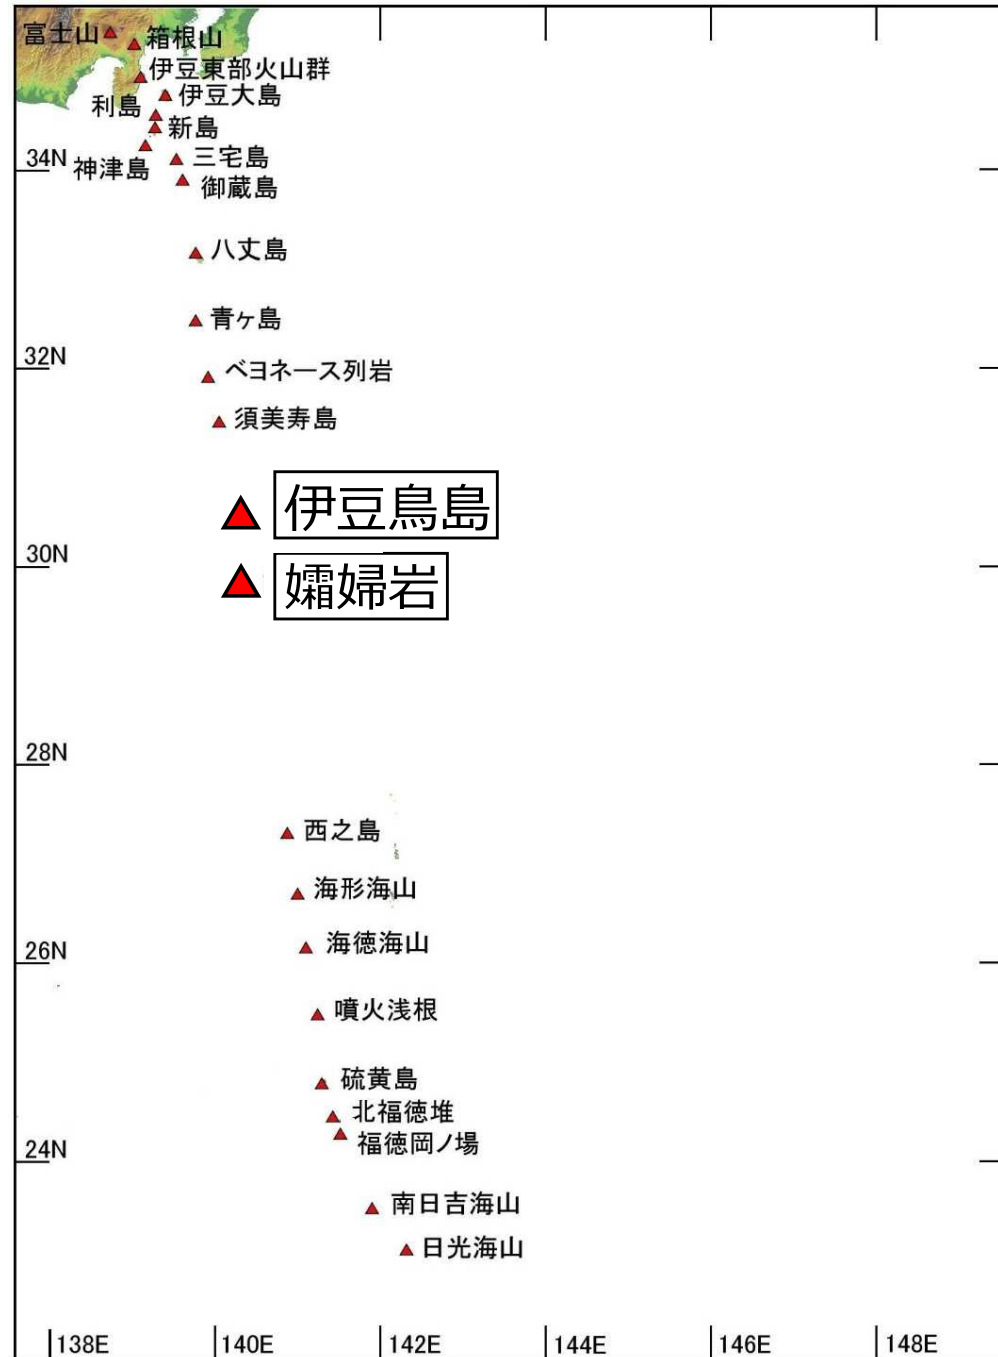 富士山
箱根山
伊豆東部火山群
伊豆大島
利島
新島
神津島
三宅島
御蔵島
34N
八丈島
青ヶ島
32N
ベヨネース列岩
須美寿島
伊豆鳥島
30N
孀婦岩
28N
西之島
海形海山
海徳海山
26N
噴火浅根
硫黄島
北福徳堆
福徳岡ノ場
24N
南日吉海山
日光海山
138E
140E
142E
144E
146E
148E